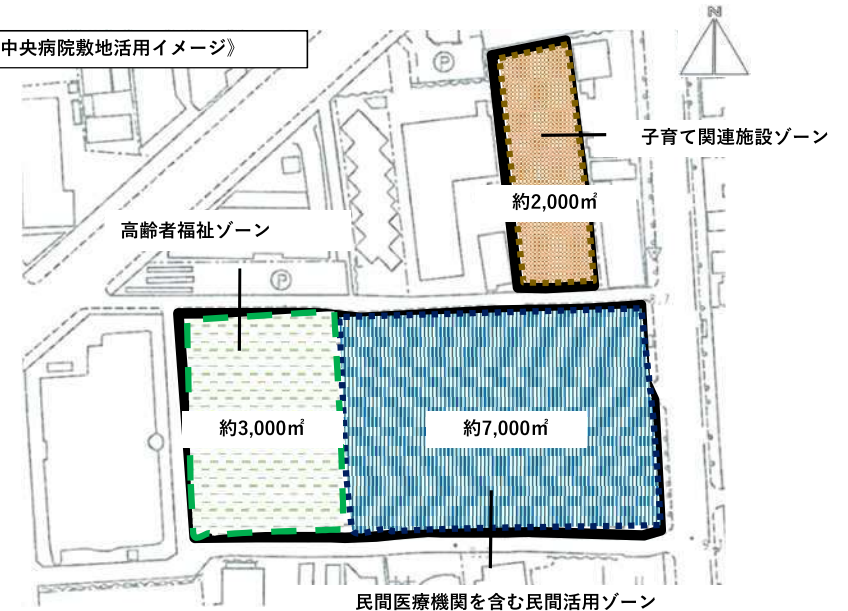 中央病院敷地活用イメージ》
N
P
子育て関連施設ゾーン
約2,000㎡
高齢者福祉ゾーン
P
約3,000㎡
約7,000㎡
民間医療機関を含む民間活用ゾーン